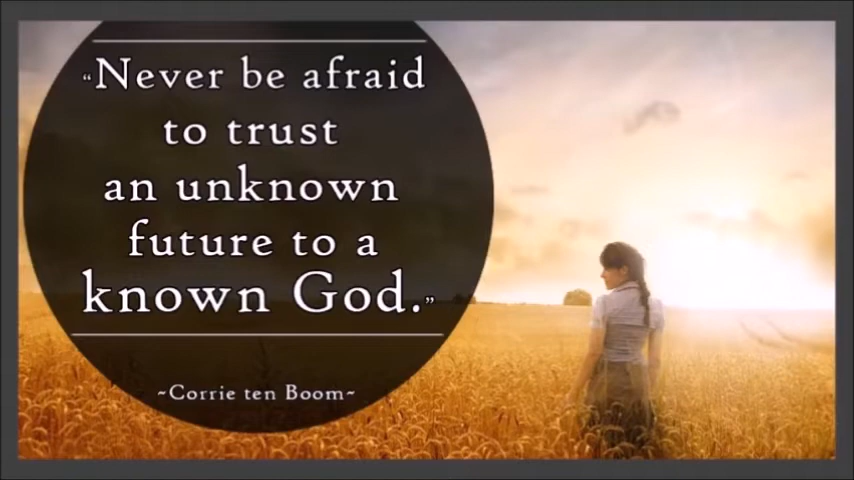 “Never be afraid
to trust
an unknown
future to a
known God.”
~Corrie ten Boom~